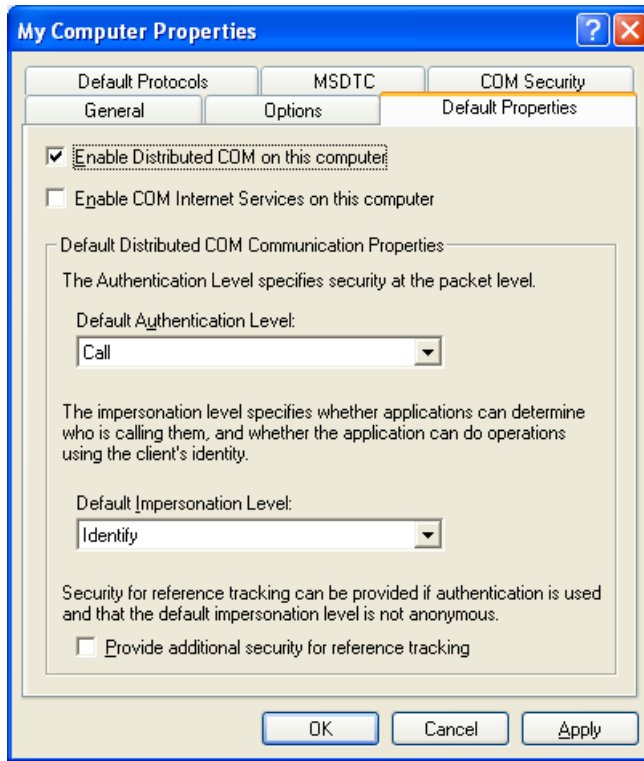 My Computer Properties
Default Protocols
MSDTC
COM Security
General
Options
Default Properties
Enable Distributed COM on this computer
Enable COM Internet Services on this computer
Default Distributed COM Communication Properties
The Authentication Level specifies security at the packet level.
Default Authentication Level:
Call
The impersonation level specifies whether applications can determine
who is calling them, and whether the application can do operations
using the client's identity.
Default Impersonation Level:
Identify
Security for reference tracking can be provided if authentication is used
and that the default impersonation level is not anonymous.
Provide additional security for reference tracking
OK
Cancel
Apply